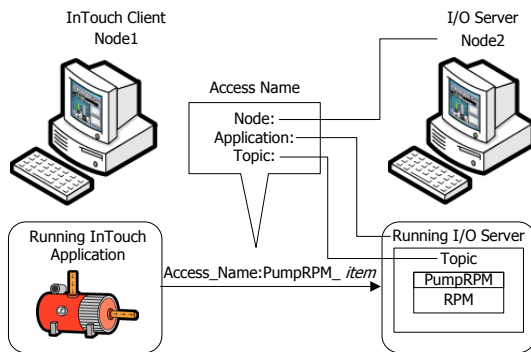 InTouch Client
Node1
I/O Server
Node2
Access Name
Node:
Application:
Topic:
Running InTouch
Application
Access_Name:PumpRPM_ item
Running I/O Server
Topic
PumpRPM
RPM